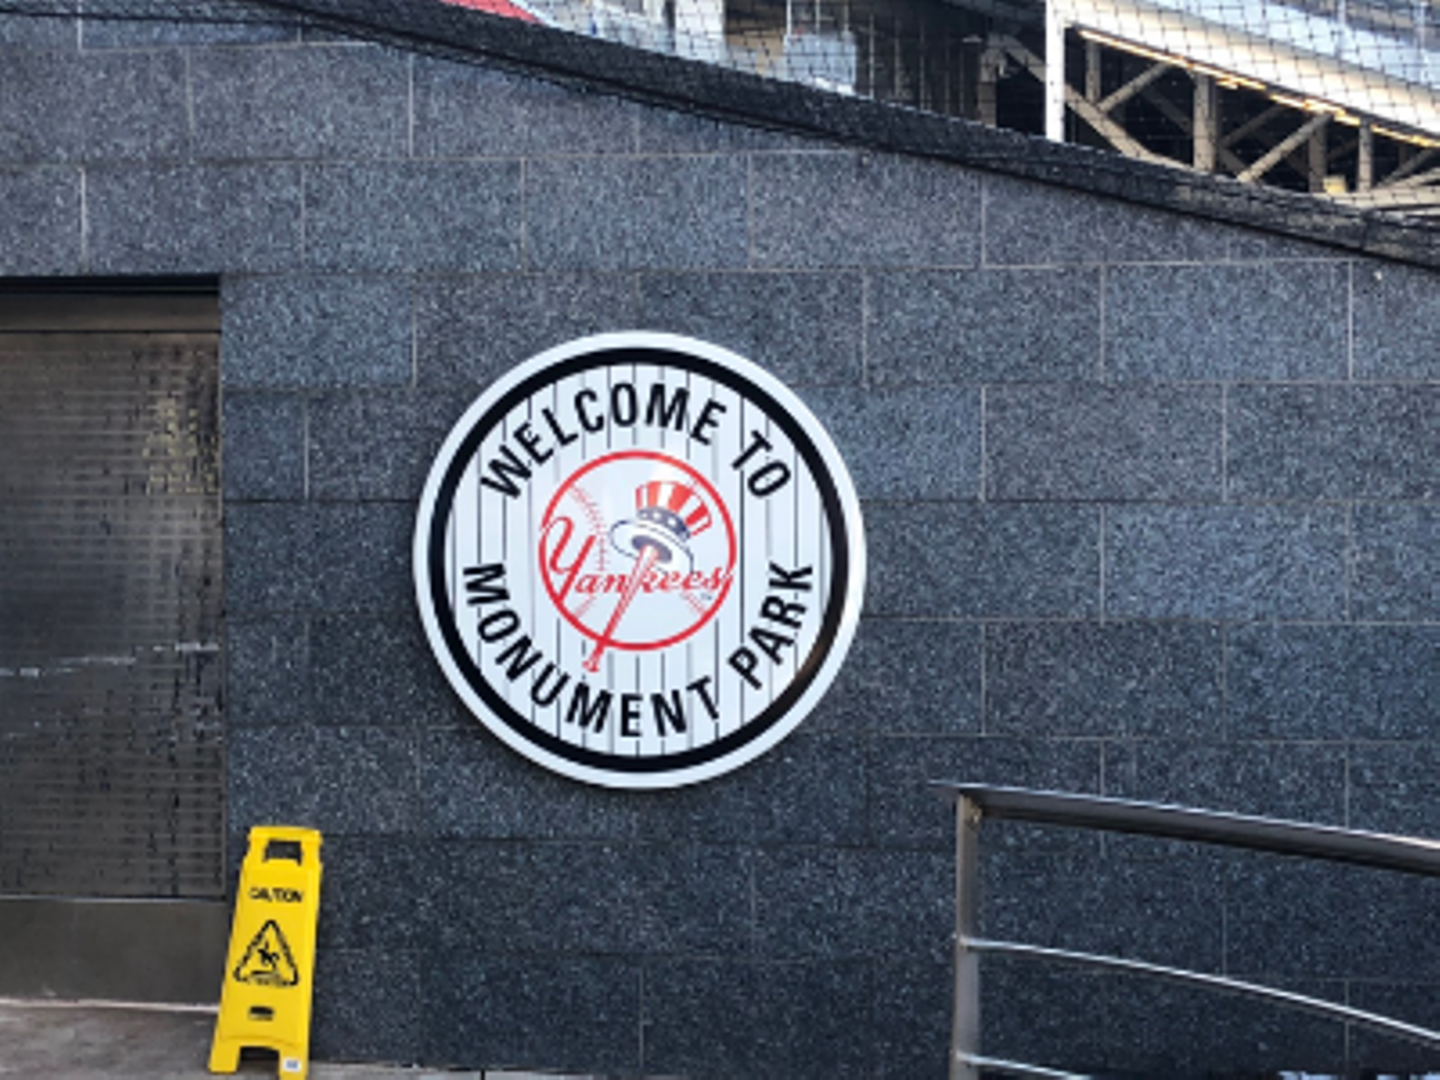 WELCOME TO
Yankees
MONUMENT PARK
CAUTION